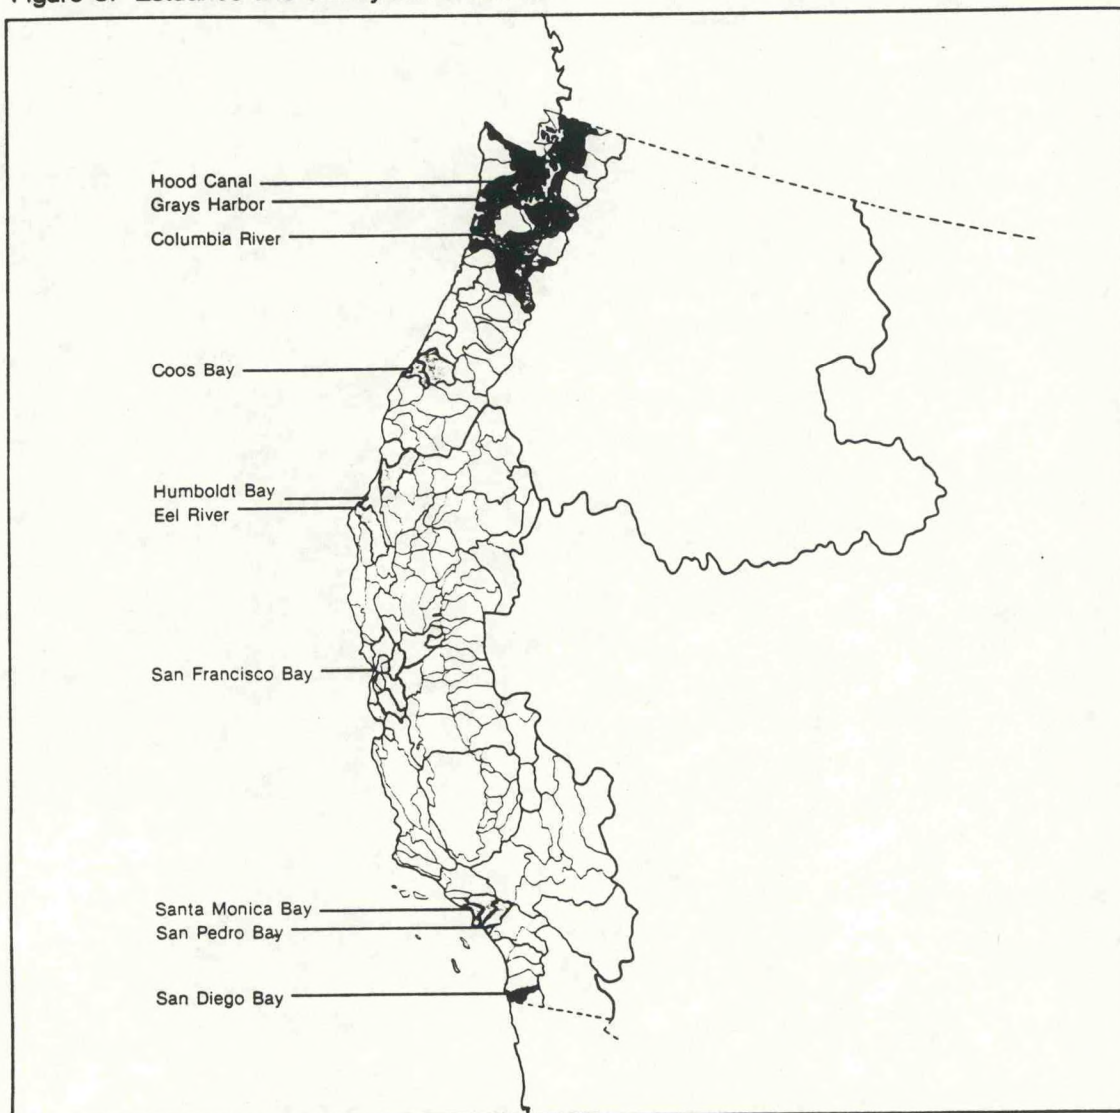 Hood Canal
Grays Harbor
Columbia River
Coos Bay
Humboldt Bay
Eel River
San Francisco Bay
Santa Monica Bay
San Pedro Bay
San Diego Bay